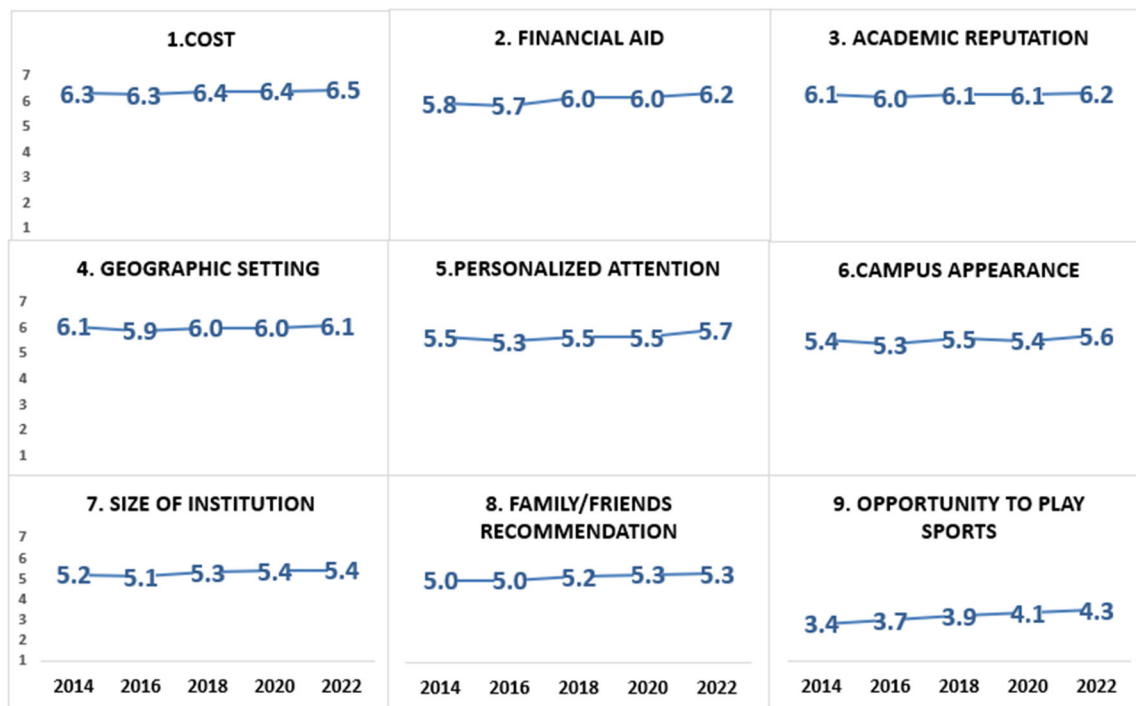 1.COST
7
6
5
4
3
2
1
6.3 6.3 6.4 6.4 6.5
2. FINANCIAL AID
5.8 5.7 6.0 6.0 6.2
3. ACADEMIC REPUTATION
6.1 6.0 6.1 6.1 6.2
4. GEOGRAPHIC SETTING
7
6
5
4
3
2
1
6.1 5.9 6.0 6.0 6.1
5.PERSONALIZED ATTENTION
5.5 5.3 5.5 5.5 5.7
6.CAMPUS APPEARANCE
5.4 5.3 5.5 5.4 5.6
7. SIZE OF INSTITUTION
7
6
5
4
3
2
1
5.2 5.1 5.3 5.4 5.4
2014 2016 2018 2020 2022
8. FAMILY/FRIENDS
RECOMMENDATION
5.0 5.0 5.2 5.3 5.3
2014 2016 2018 2020 2022
9. OPPORTUNITY TO PLAY
SPORTS
3.4 3.7 3.9 4.1 4.3
2014 2016 2018 2020 2022